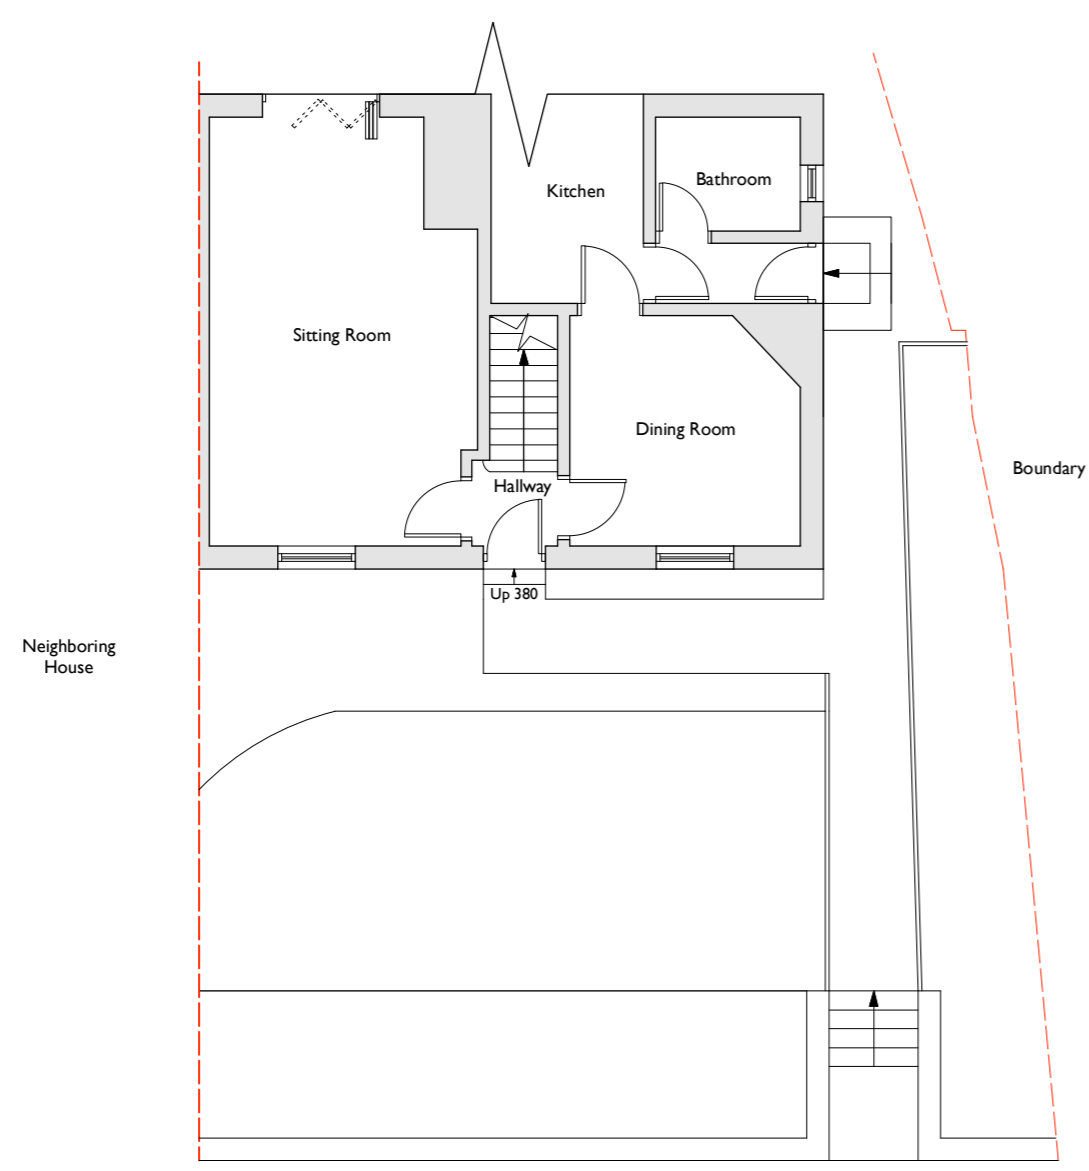 Bathroom
Kitchen
Sitting Room
Dining Room
Boundary
Hallway
Up 380
Neighboring
House